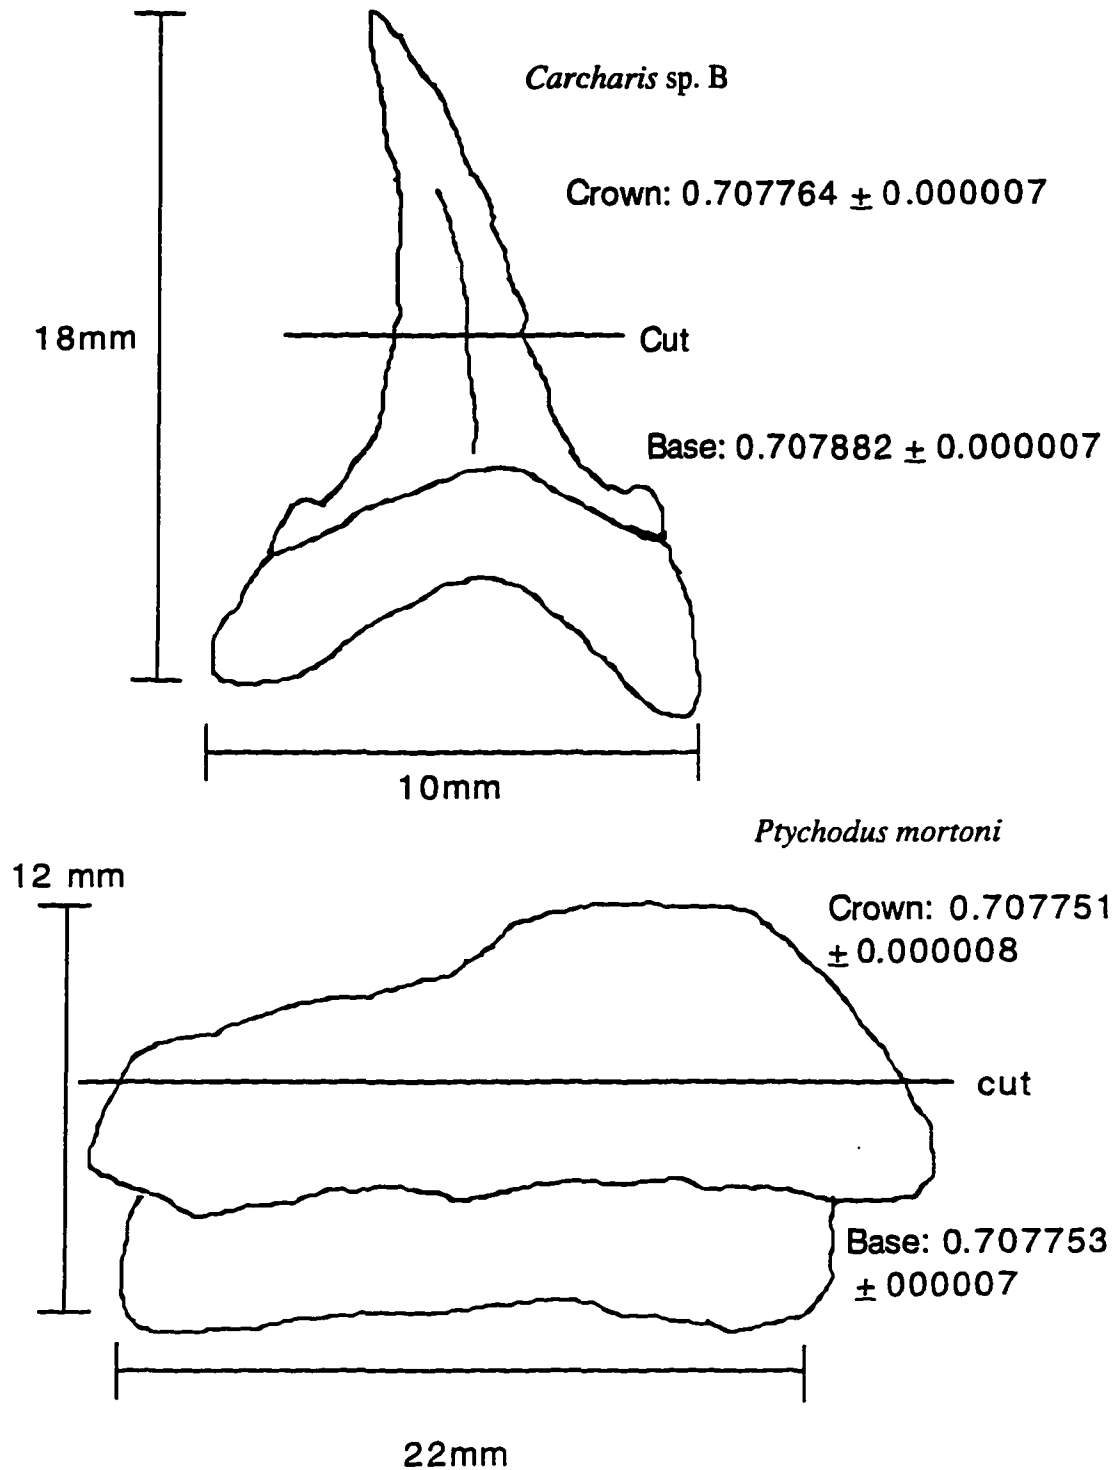 Carcharis sp. B
Crown: 0.707764 ± 0.000007
18mm
Cut
Base: 0.707882 ± 0.000007
10mm
Ptychodus mortoni
12 mm
Crown: 0.707751
± 0.000008
cut
Base: 0.707753
± 000007
22mm